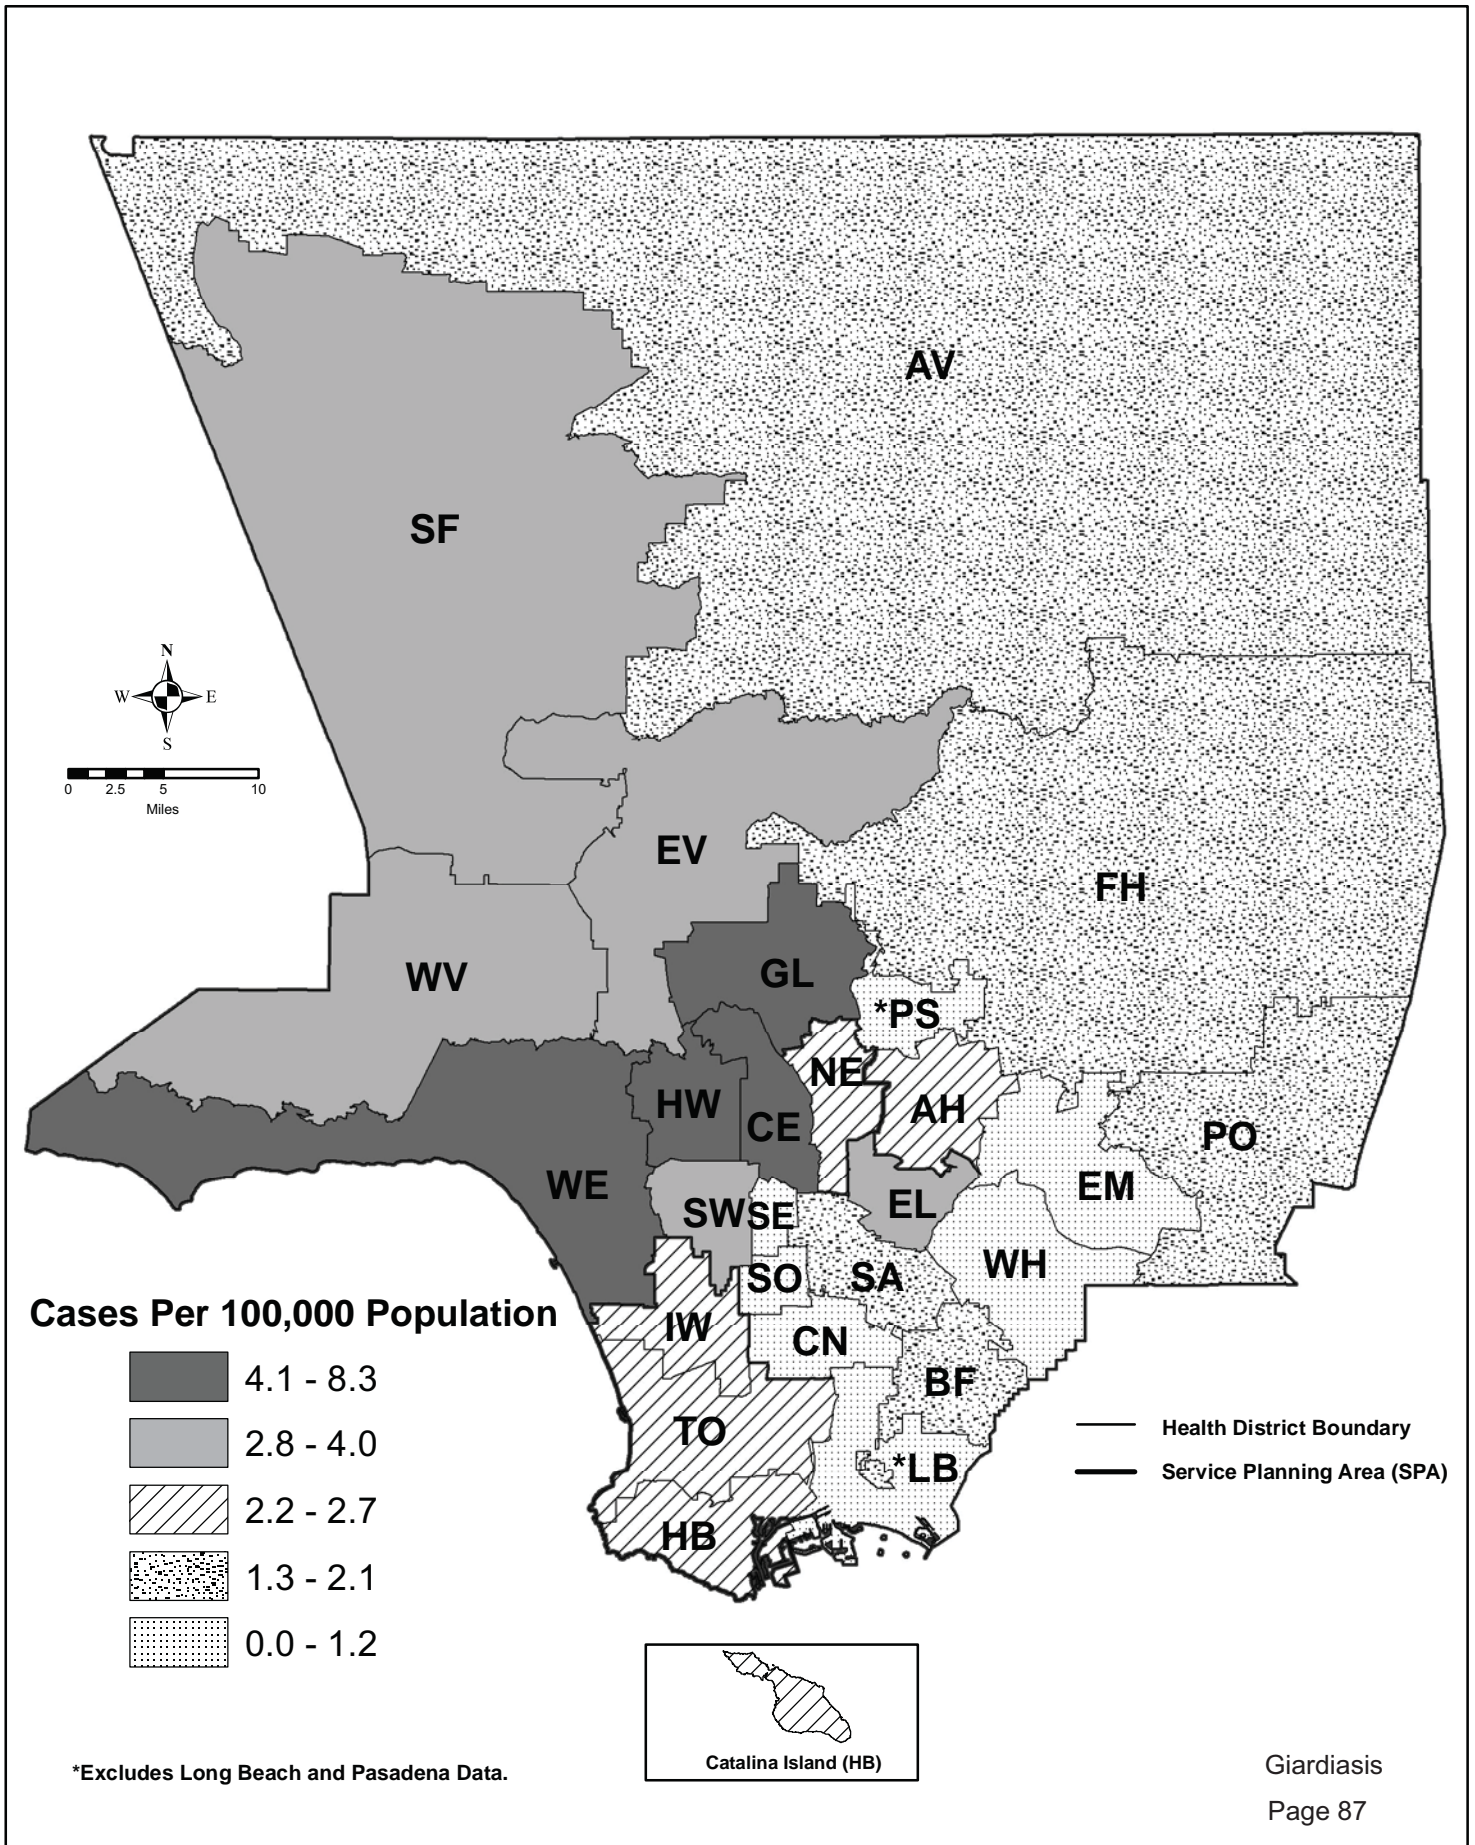 AV
SF
N
W E
S
0 2.5 5 10
Miles
EV
FH
WV
GL
*PS
NE
HW
AH
CE
PO
WE
EM
SW
SE
EL
WH
SO
SA
Cases Per 100,000 Population
IW
CN
4.1 - 8.3
BF
2.8 - 4.0
TO
Health District Boundary
*LB
Service Planning Area (SPA)
2.2 - 2.7
HB
1.3 - 2.1
0.0 - 1.2
Catalina Island (HB)
*Excludes Long Beach and Pasadena Data.
Giardiasis
Page 87